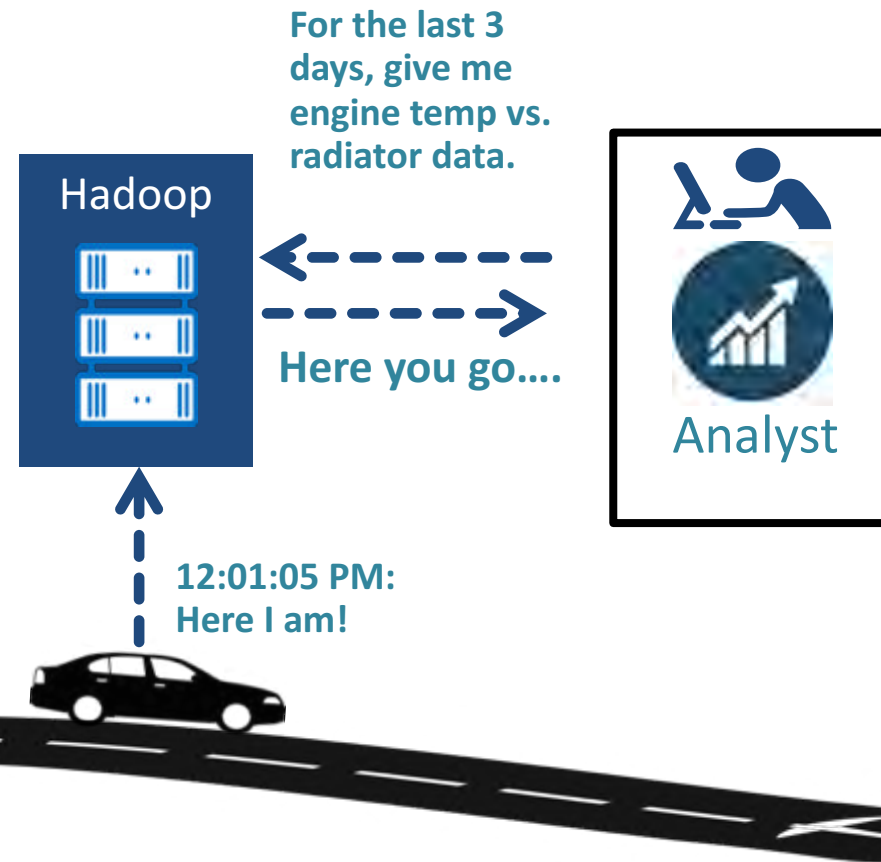 For the last 3
days, give me
engine temp vs.
radiator data.
Hadoop
Here you go....
Analyst
12:01:05 PM:
Here I am!